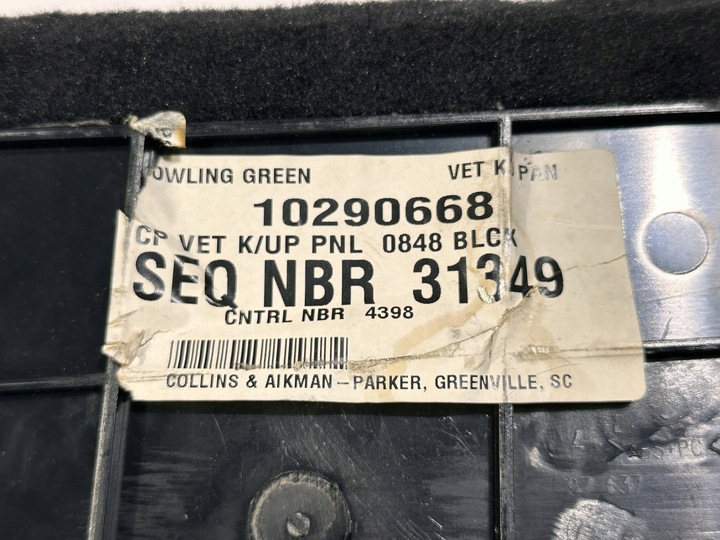 OWLING GREEN VET K PAN
10290668
CP VET K/UP PNL 0848 BLCK
SEQ NBR 31349
CNTRL NBR 4398
COLLINS & AIKMAN – PARKER, GREENVILLE, SC